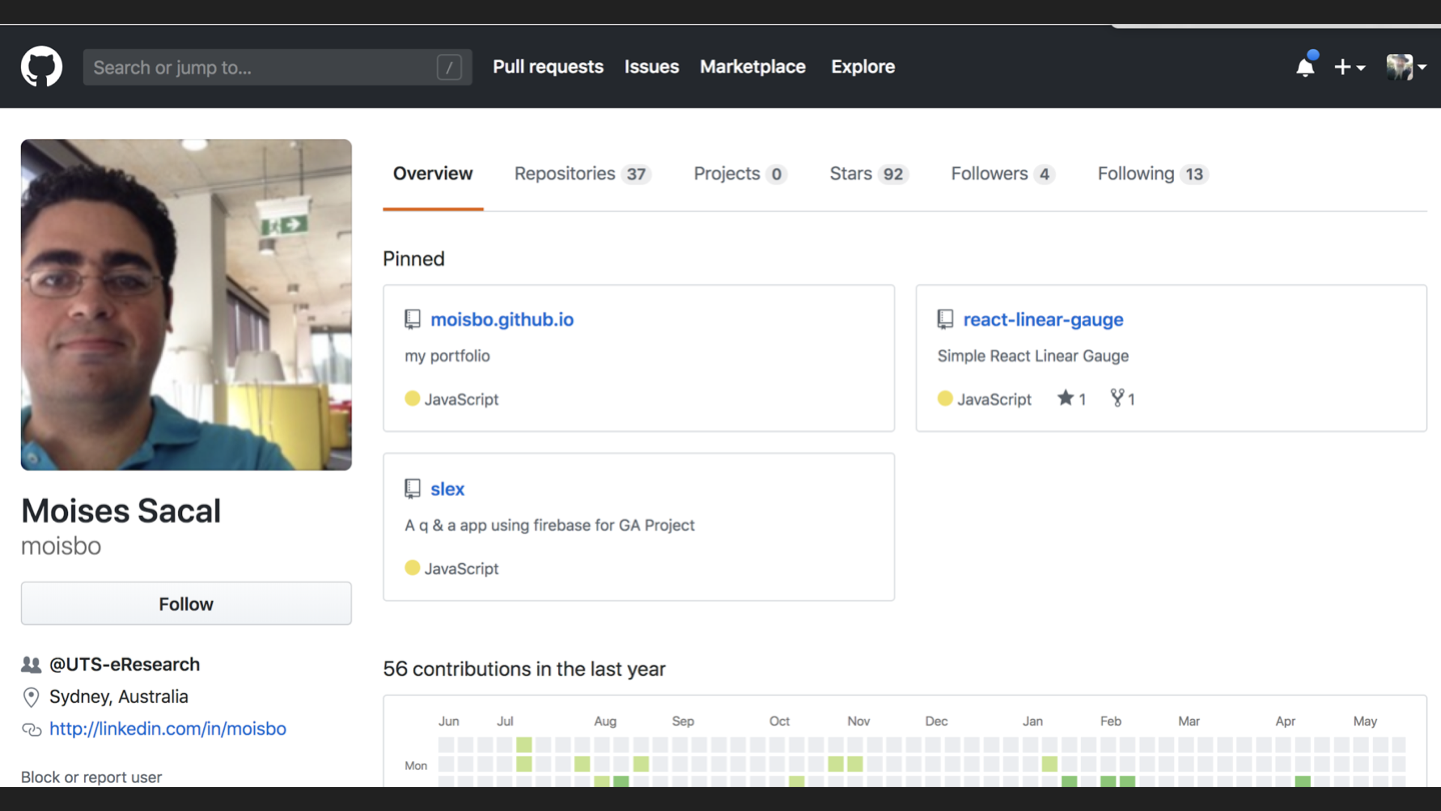 Search or jump to... /
Pull requests Issues Marketplace Explore
Overview Repositories 37 Projects 0 Stars 92 Followers 4 Following 13
Pinned
moisbo.github.io
my portfolio
JavaScript
react-linear-gauge
Simple React Linear Gauge
JavaScript 1 1
slex
A q & a app using firebase for GA Project
JavaScript
Moises Sacal
moisbo
Follow
@UTS-eResearch
Sydney, Australia
http://linkedin.com/in/moisbo
Block or report user
56 contributions in the last year
Jun Jul Aug Sep Oct Nov Dec Jan Feb Mar Apr May
Mon